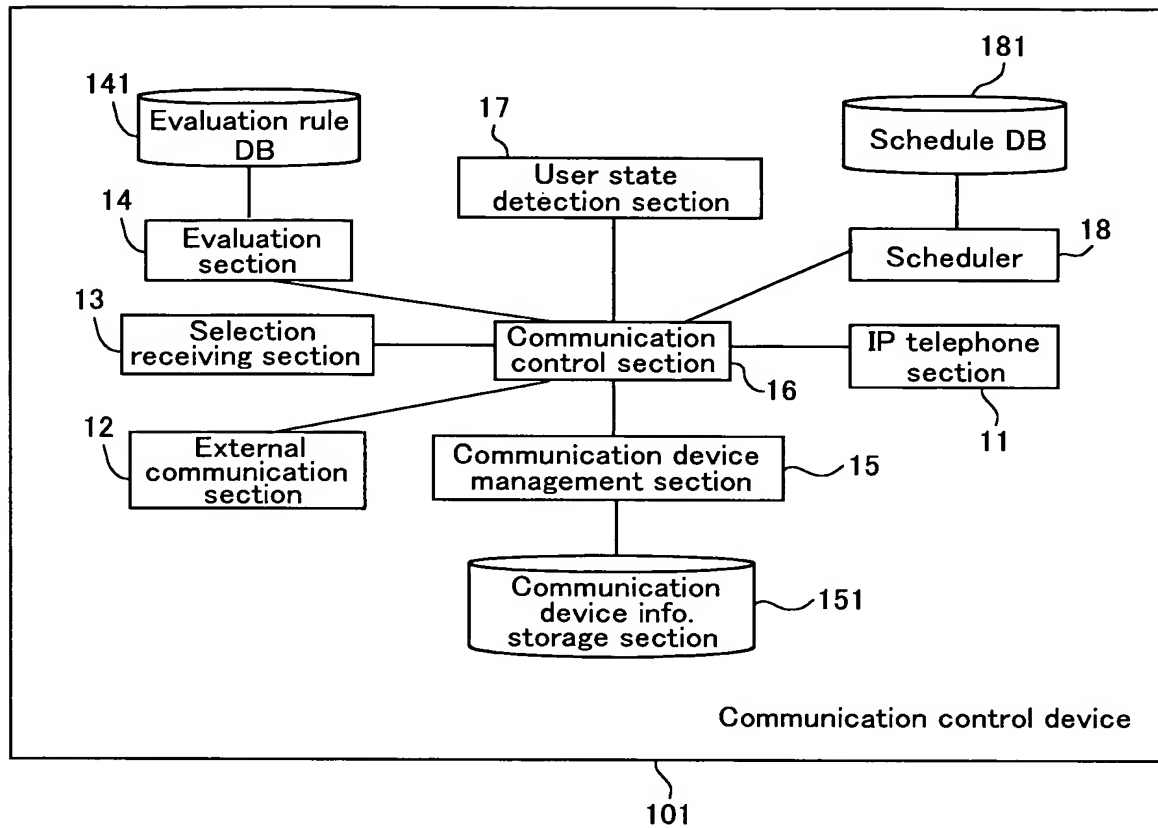 181
141
Evaluation rule
DB
17
Schedule DB
User state
detection section
14
Evaluation
section
18
Scheduler
13
Selection
receiving section
Communication
control section
16
IP telephone
section
11
12
External
communication
section
Communication device
management section
15
Communication
device info.
storage section
151
Communication control device
101